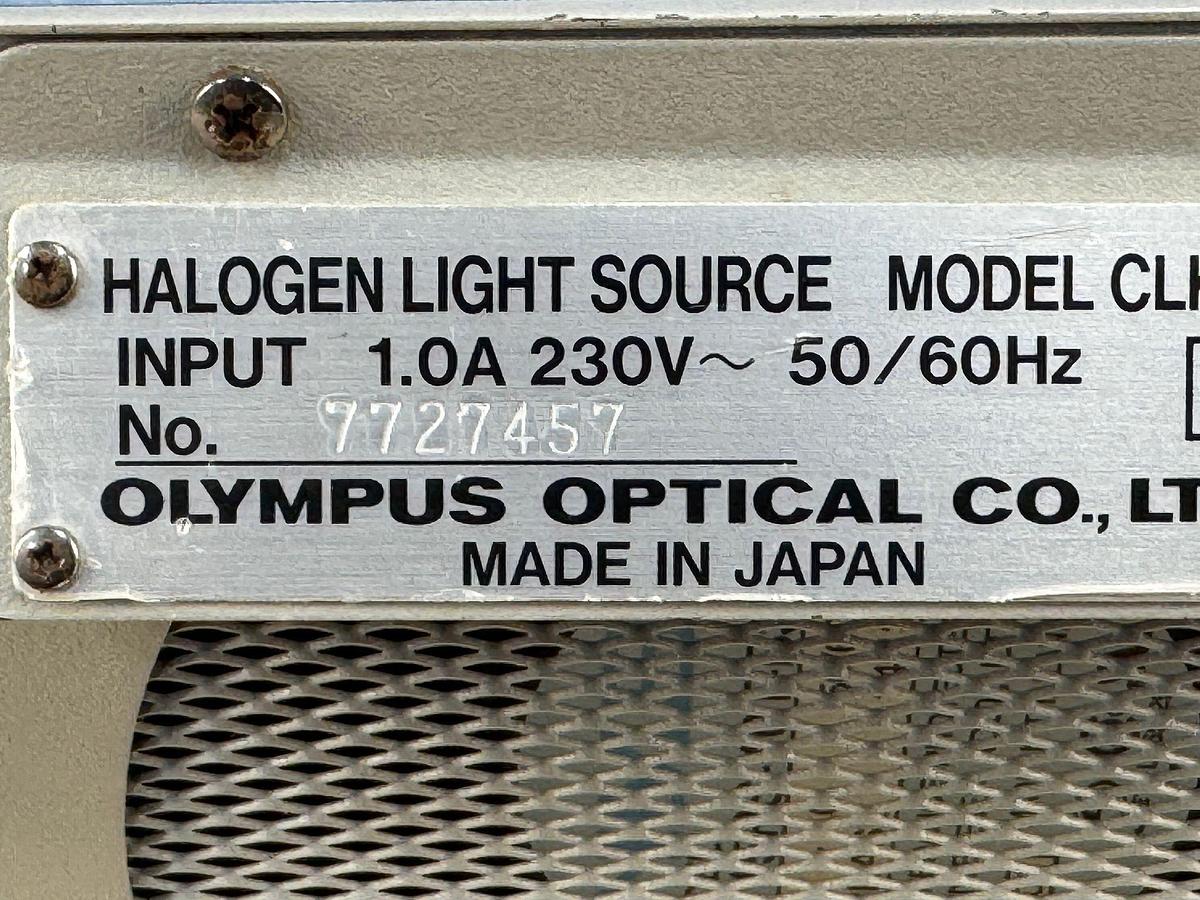 HALOGEN LIGHT SOURCE MODEL CLH
INPUT 1.0A 230V~ 50/60Hz
No. 7727457
OLYMPUS OPTICAL CO., LT
MADE IN JAPAN